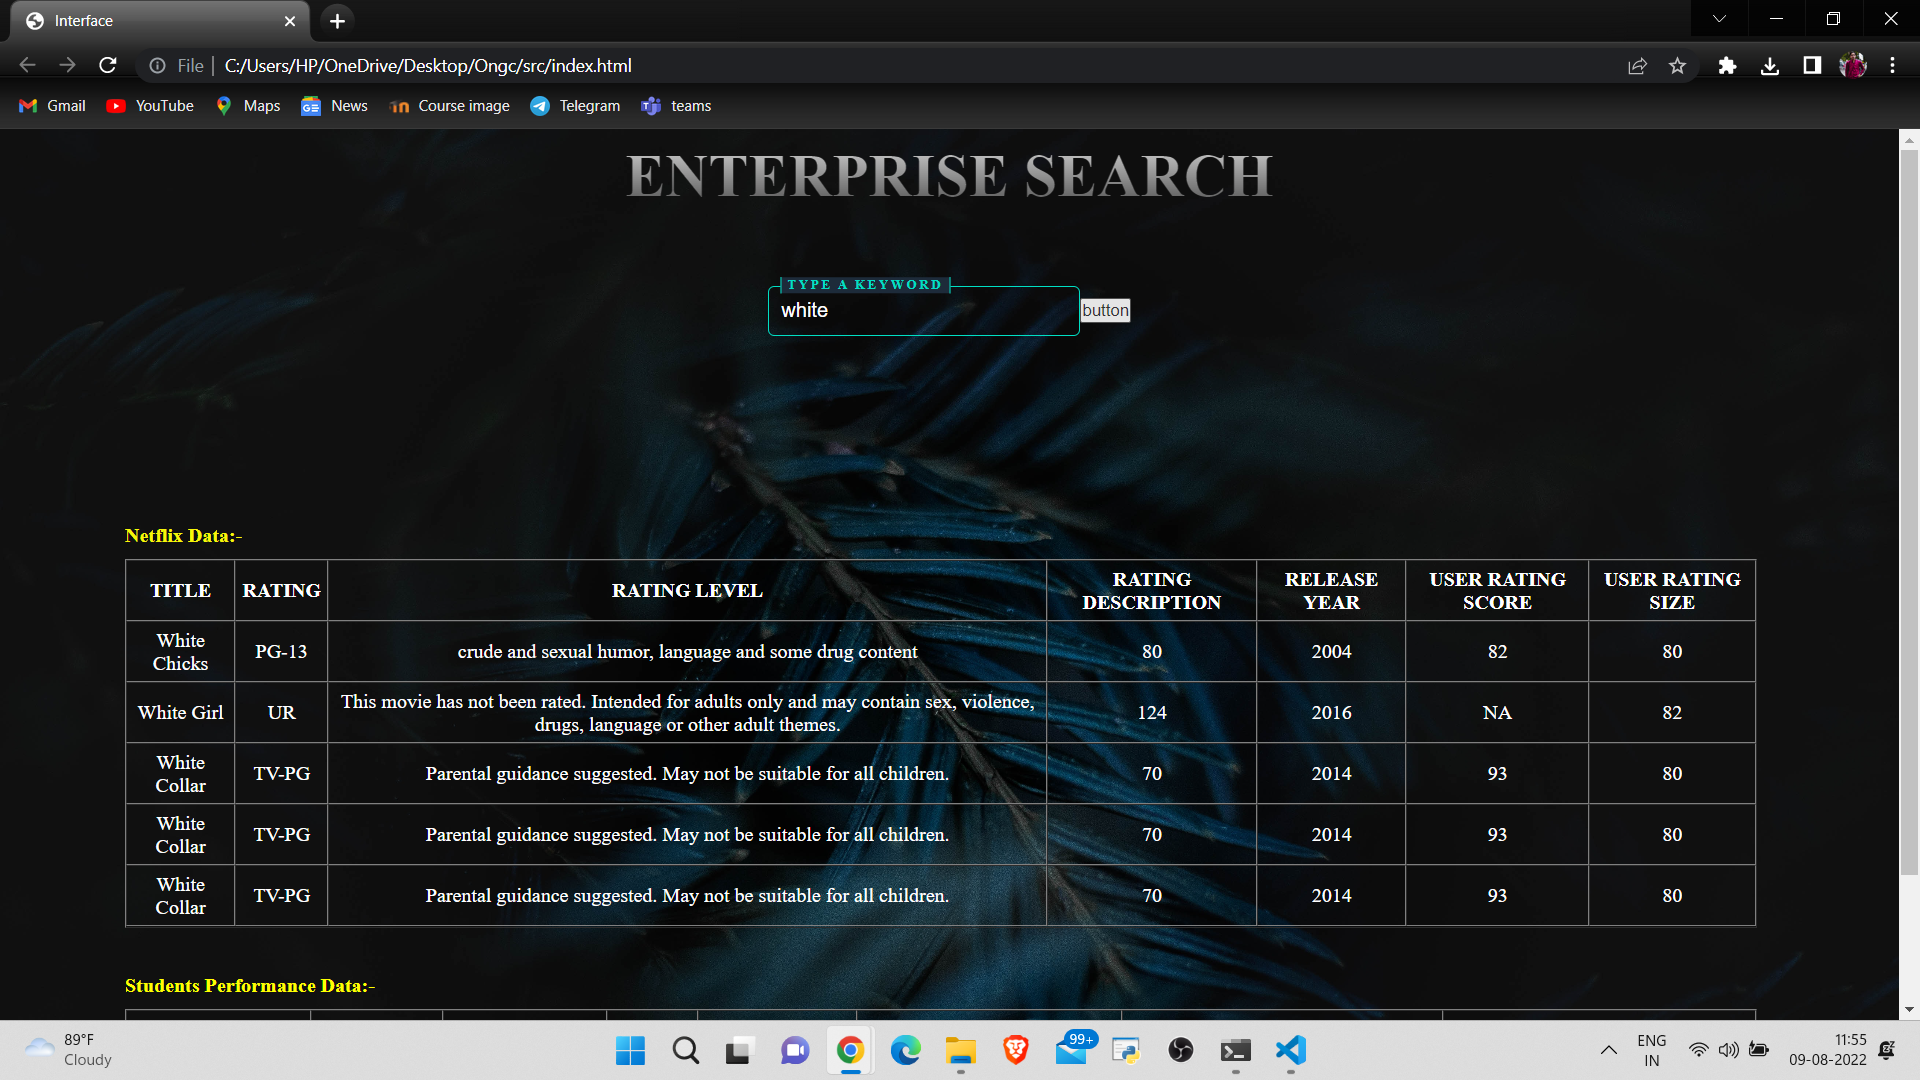 Interface
File
C:/Users/HP/OneDrive/Desktop/Ongc/src/index.html
Gmail YouTube Maps News Course image Telegram teams
ENTERPRISE SEARCH
TYPE A KEYWORD
white
button
Netflix Data:-
TITLE RATING RATING LEVEL RATING DESCRIPTION RELEASE YEAR USER RATING SCORE USER RATING SIZE
White Chicks PG-13 crude and sexual humor, language and some drug content 80 2004 82 80
White Girl UR This movie has not been rated. Intended for adults only and may contain sex, violence, drugs, language or other adult themes. 124 2016 NA 82
White Collar TV-PG Parental guidance suggested. May not be suitable for all children. 70 2014 93 80
White Collar TV-PG Parental guidance suggested. May not be suitable for all children. 70 2014 93 80
White Collar TV-PG Parental guidance suggested. May not be suitable for all children. 70 2014 93 80
Students Performance Data:-
89°F
Cloudy
99+
ENG
IN
11:55
09-08-2022